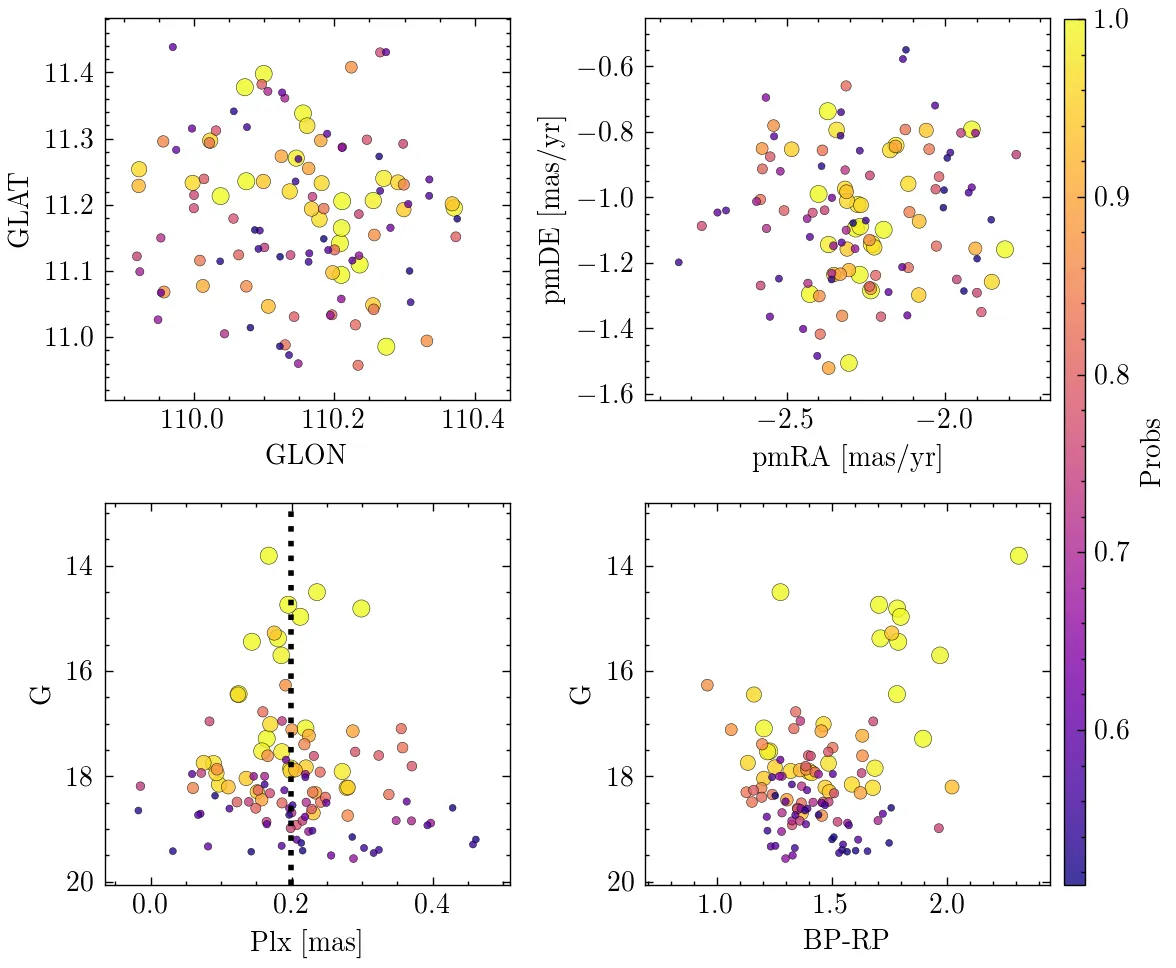 11.4
11.3
11.2
11.1
11.0
GLAT
110.0 110.2 110.4
GLON
−0.6
−0.8
−1.0
−1.2
−1.4
−1.6
pmDE [mas/yr]
−2.5 −2.0
pmRA [mas/yr]
14
16
18
20
G
0.0 0.2 0.4
Plx [mas]
14
16
18
20
G
1.0 1.5 2.0
BP-RP
1.0
0.9
0.8
0.7
0.6
Probs